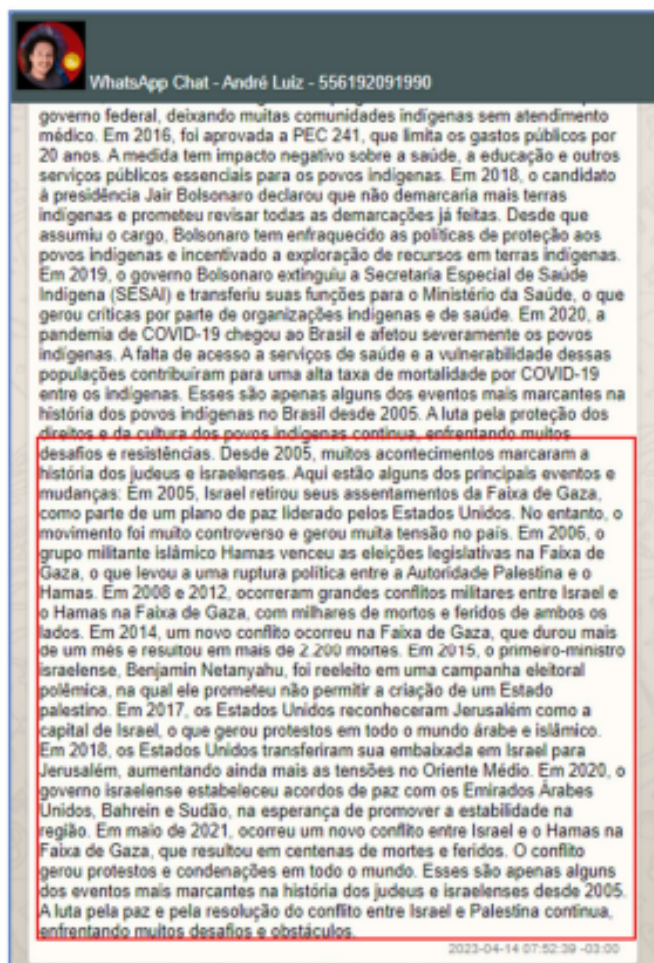 WhatsApp Chat - André Luiz - 556192091990
governo federal, deixando muitas comunidades indígenas sem atendimento
médico. Em 2016, foi aprovada a PEC 241, que limita os gastos públicos por
20 anos. A medida tem impacto negativo sobre a saúde, a educação e outros
serviços públicos essenciais para os povos indígenas. Em 2018, o candidato
à presidência Jair Bolsonaro declarou que não demarcaria mais terras
indígenas e prometeu revisar todas as demarcações já feitas. Desde que
assumiu o cargo, Bolsonaro tem enfraquecido as políticas de proteção aos
povos indígenas e incentivado a exploração de recursos em terras indígenas.
Em 2019, o governo Bolsonaro extinguiu a Secretaria Especial de Saúde
Indígena (SESAI) e transferiu suas funções para o Ministério da Saúde, o que
gerou críticas por parte de organizações indígenas e de saúde. Em 2020, a
pandemia de COVID-19 chegou ao Brasil e afetou severamente os povos
indígenas. A falta de acesso a serviços de saúde e a vulnerabilidade dessas
populações contribuíram para uma alta taxa de mortalidade por COVID-19
entre os indígenas. Esses são apenas alguns dos eventos mais marcantes na
história dos povos indígenas no Brasil desde 2005. A luta pela proteção dos
direitos e da cultura dos povos indígenas continua, enfrentando muitos
desafios e resistências. Desde 2005, muitos acontecimentos marcaram a
história dos judeus e israelenses. Aqui estão alguns dos principais eventos e
mudanças: Em 2005, Israel retirou seus assentamentos da Faixa de Gaza,
como parte de um plano de paz liderado pelos Estados Unidos. No entanto, o
movimento foi muito controverso e gerou muita tensão no país. Em 2006, o
grupo militante islâmico Hamas venceu as eleições legislativas na Faixa de
Gaza, o que levou a uma ruptura política entre a Autoridade Palestina e o
Hamas. Em 2008 e 2012, ocorreram grandes conflitos militares entre Israel e
o Hamas na Faixa de Gaza, com milhares de mortos e feridos de ambos os
lados. Em 2014, um novo conflito ocorreu na Faixa de Gaza, que durou mais
de um mês e resultou em mais de 2.200 mortes. Em 2015, o primeiro-ministro
israelense, Benjamin Netanyahu, foi reeleito em uma campanha eleitoral
polêmica, na qual ele prometeu não permitir a criação de um Estado
palestino. Em 2017, os Estados Unidos reconheceram Jerusalém como a
capital de Israel, o que gerou protestos em todo o mundo árabe e islâmico.
Em 2018, os Estados Unidos transferiram sua embaixada em Israel para
Jerusalém, aumentando ainda mais as tensões no Oriente Médio. Em 2020, o
governo israelense estabeleceu acordos de paz com os Emirados Árabes
Unidos, Bahrein e Sudão, na esperança de promover a estabilidade na
região. Em maio de 2021, ocorreu um novo conflito entre Israel e o Hamas na
Faixa de Gaza, que resultou em centenas de mortes e feridos. O conflito
gerou protestos e condenações em todo o mundo. Esses são apenas alguns
dos eventos mais marcantes na história dos judeus e israelenses desde 2005.
A luta pela paz e pela resolução do conflito entre Israel e Palestina continua,
enfrentando muitos desafios e obstáculos.
2023-04-14 07:52:39 -03:00